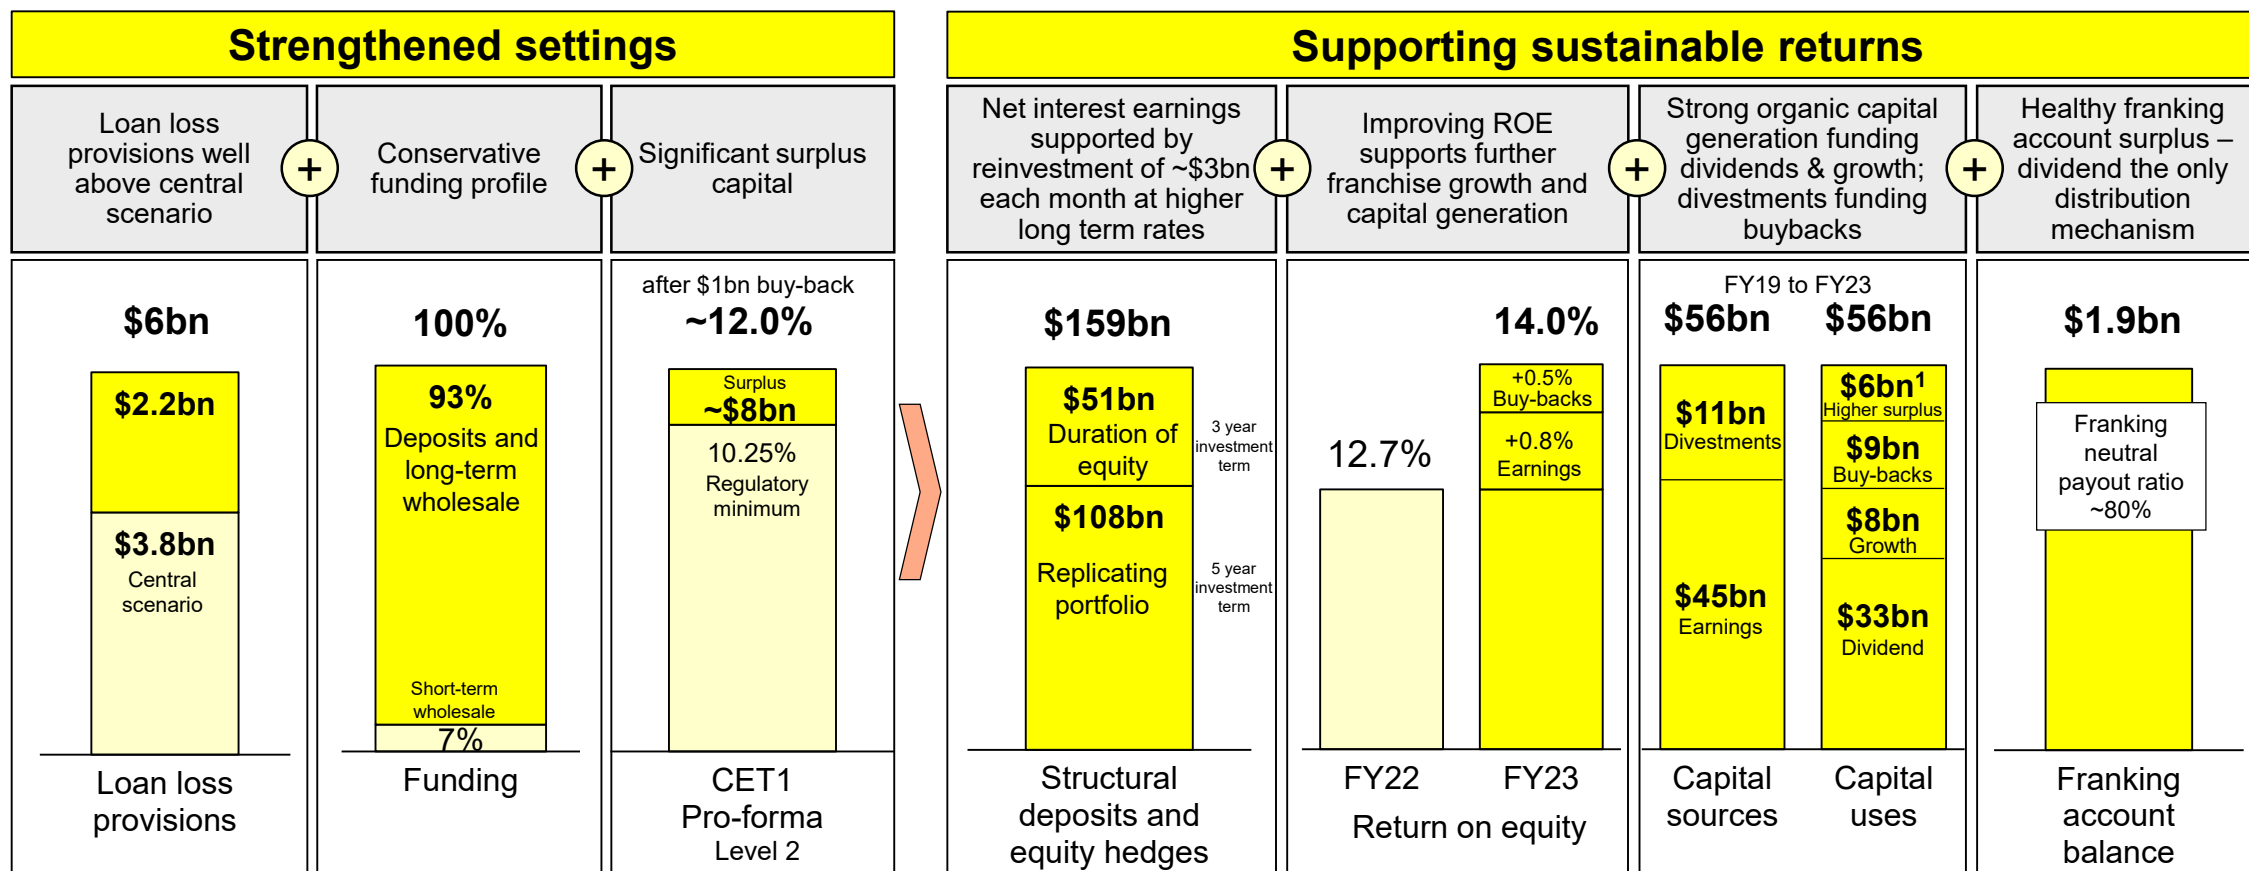 Strengthened settings
Supporting sustainable returns
Loan loss
provisions well
above central
scenario
+
Conservative
funding profile
+
Significant surplus
capital
Net interest earnings
supported by
reinvestment of ~$3bn
each month at higher
long term rates
+
Improving ROE
supports further
franchise growth and
capital generation
+
Strong organic capital
generation funding
dividends & growth;
divestments funding
buybacks
+
Healthy franking
account surplus –
dividend the only
distribution
mechanism
$6bn
$2.2bn
$3.8bn
Central
scenario
Loan loss
provisions
100%
93%
Deposits and
long-term
wholesale
Short-term
wholesale
7%
Funding
after $1bn buy-back
~12.0%
Surplus
~$8bn
10.25%
Regulatory
minimum
CET1
Pro-forma
Level 2
$159bn
$51bn
Duration of
equity
3 year
investment
term
$108bn
Replicating
portfolio
5 year
investment
term
Structural
deposits and
equity hedges
12.7%
14.0%
+0.5%
Buy-backs
+0.8%
Earnings
FY22
FY23
Return on equity
FY19 to FY23
$56bn
$56bn
$11bn
Divestments
$45bn
Earnings
$6bn¹
Higher surplus
$9bn
Buy-backs
$8bn
Growth
$33bn
Dividend
Capital
sources
Capital
uses
$1.9bn
Franking
neutral
payout ratio
~80%
Franking
account
balance